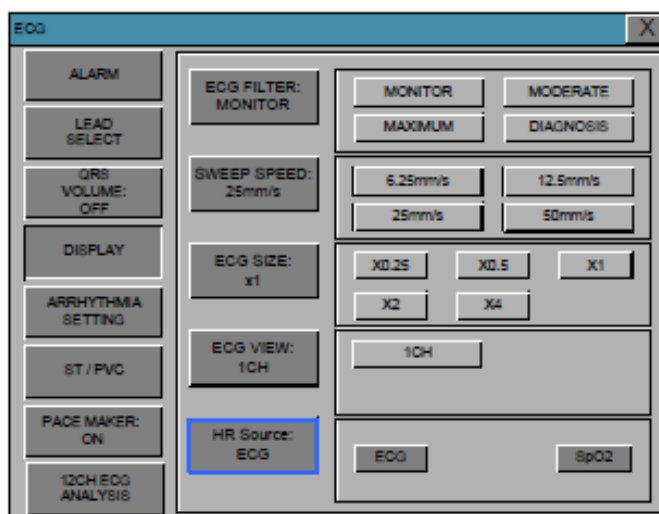 ECG
X
ALARM
LEAD
SELECT
QRS
VOLUME:
OFF
DISPLAY
ARRHYTHMIA
SETTING
ST / PVC
PACE MAKER:
ON
12CH ECG
ANALYSIS
ECG FILTER:
MONITOR
MONITOR
MODERATE
MAXIMUM
DIAGNOSIS
SWEEP SPEED:
25mm/s
6.25mm/s
12.5mm/s
25mm/s
50mm/s
ECG SIZE:
x1
X0.25
X0.5
X1
X2
X4
ECG VIEW:
1CH
1CH
HR Source:
ECG
ECG
SpO2